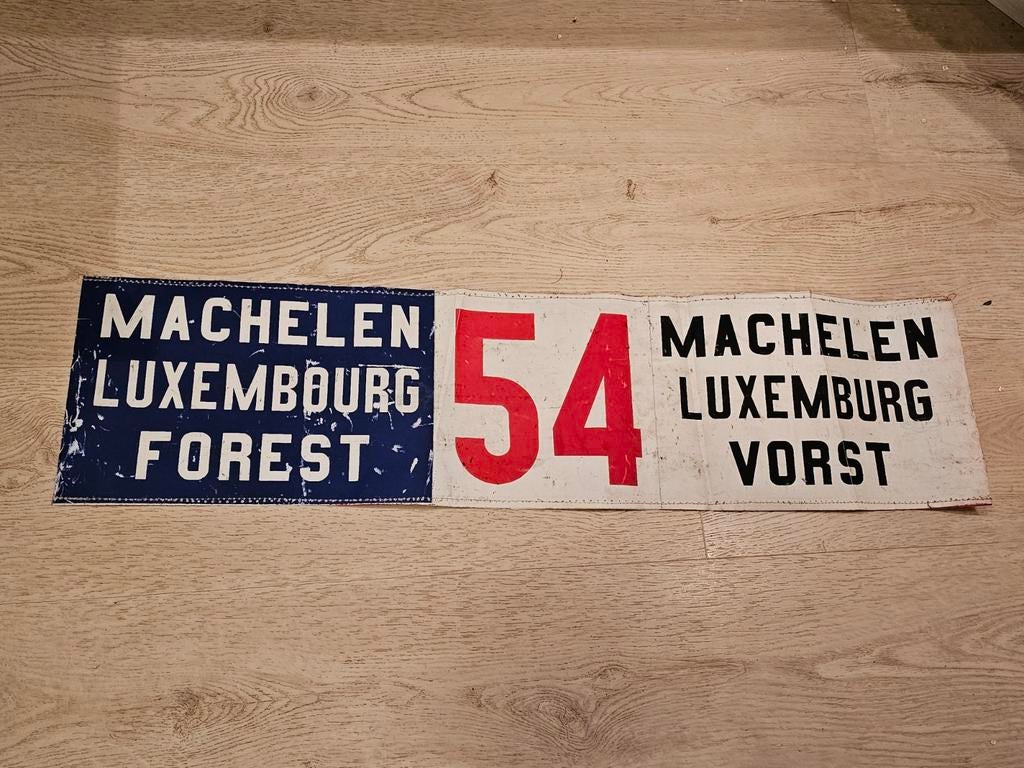 MACHELEN
LUXEMBOURG
FOREST
54
MACHELEN
LUXEMBURG
VORST